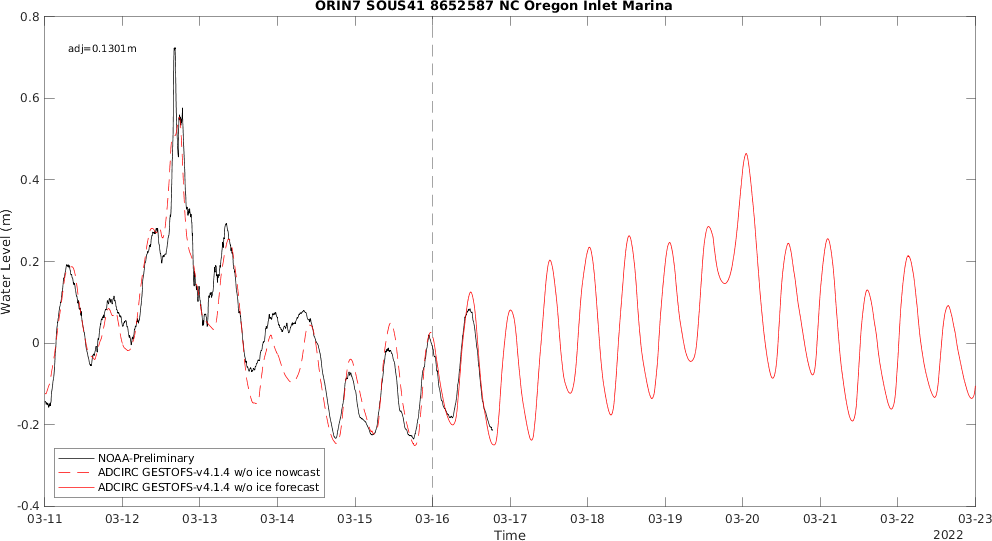 ORIN7 SOUS41 8652587 NC Oregon Inlet Marina
0.8
adj=0.1301m
0.6
0.4
0.2
0
-0.2
-0.4
Water Level (m)
NOAA-Preliminary
ADCIRC GESTOFS-v4.1.4 w/o ice nowcast
ADCIRC GESTOFS-v4.1.4 w/o ice forecast
03-11 03-12 03-13 03-14 03-15 03-16 03-17 03-18 03-19 03-20 03-21 03-22 03-23
Time
2022